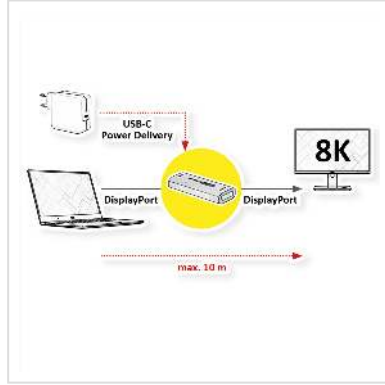 USB-C
Power Delivery
8K
DisplayPort
DisplayPort
max. 10 m